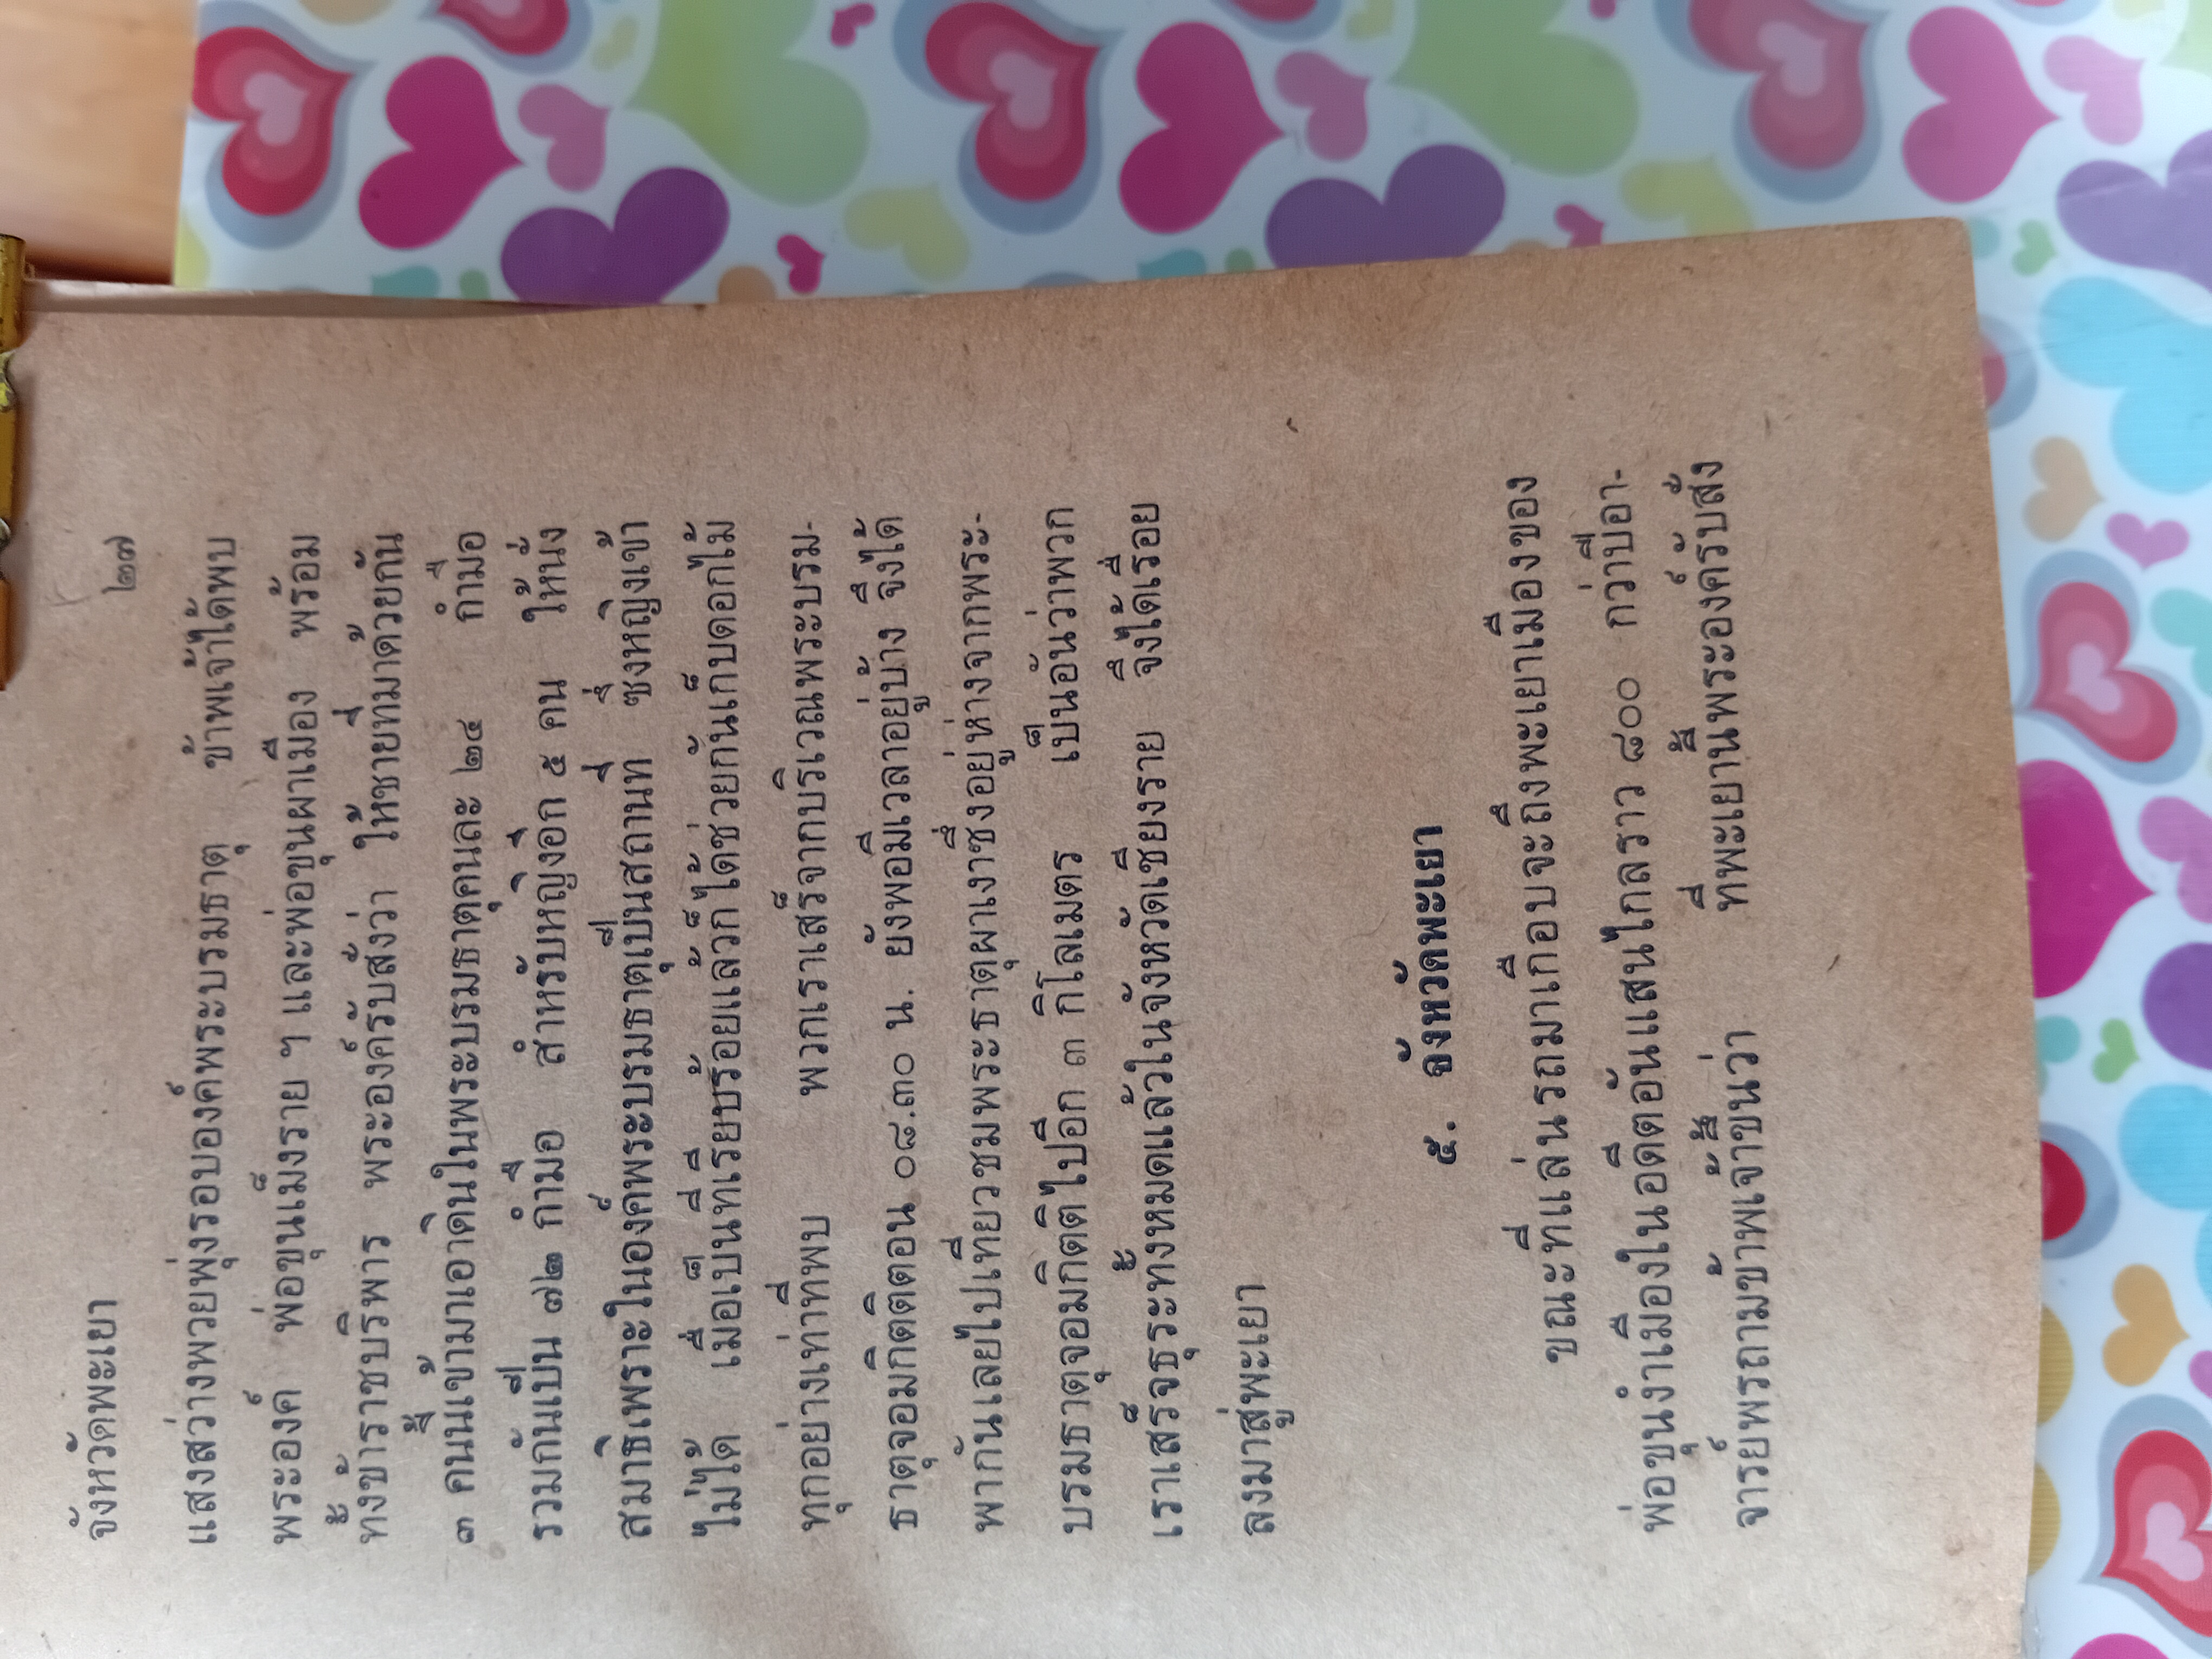 จังหวัดพะเยา ๒๓๗
แสงสว่างพวยพุ่งรอบองค์พระบรมธาตุ ข้าพเจ้าได้พบ
พระองค์ พ่อขุนเม็งราย ฯ และพ่อขุนผาเมือง พร้อม
ทั้งข้าราชบริพาร พระองค์รับสั่งว่า ให้ชายที่มาด้วยกัน
๓ คนนี้เข้ามาเอาดินในพระบรมธาตุคนละ ๒๔ กำมือ
รวมกันเป็น ๗๒ กำมือ สำหรับหญิงอีก ๕ คน ให้นั่ง
สมาธิเพราะในองค์พระบรมธาตุเป็นสถานที่ ซึ่งหญิงเข้า
ไม่ได้ เมื่อเป็นที่เรียบร้อยแล้วก็ได้ช่วยกันเก็บดอกไม้
ทุกอย่างเท่าที่พบ พวกเราเสร็จจากบริเวณพระบรม-
ธาตุจอมกิตติตอน ๐๘.๓๐ น. ยังพอมีเวลาอยู่บ้าง จึงได้
พากันเลยไปเที่ยวชมพระธาตุผาเงาซึ่งอยู่ห่างจากพระ-
บรมธาตุจอมกิตติไปอีก ๓ กิโลเมตร เป็นอันว่าพวก
เราเสร็จธุระทั้งหมดแล้วในจังหวัดเชียงราย จึงได้เรื่อย
ลงมาสู่พะเยา
๕. จังหวัดพะเยา
ขณะที่แล่นรถมาเกือบจะถึงพะเยาเมืองของ
พ่อขุนงำเมืองในอดีตอันแสนไกลราว ๘๐๐ กว่าปีอา-
จารย์พรถามข้าพเจ้าขึ้นว่า ที่พะเยานี้พระองค์รับสั่ง